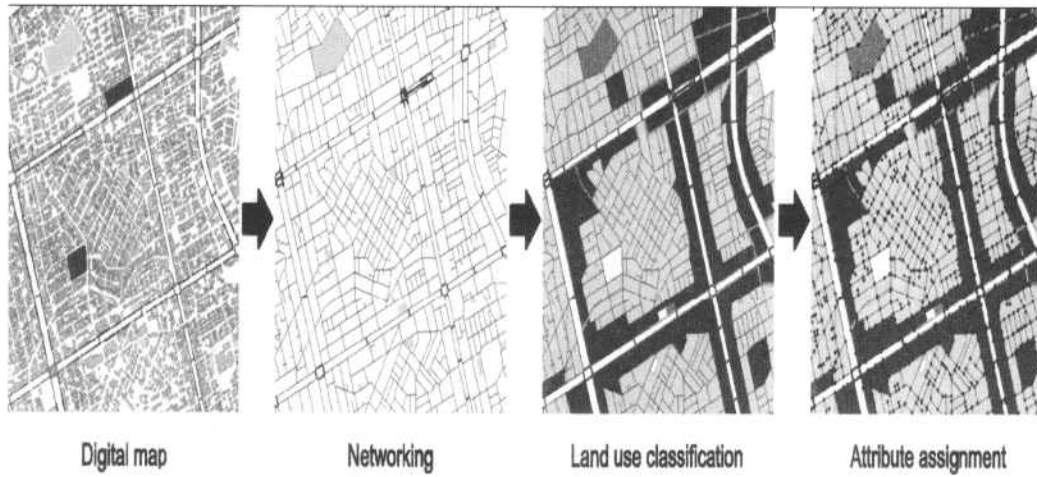 Digital map
Networking
Land use classification
Attribute assignment